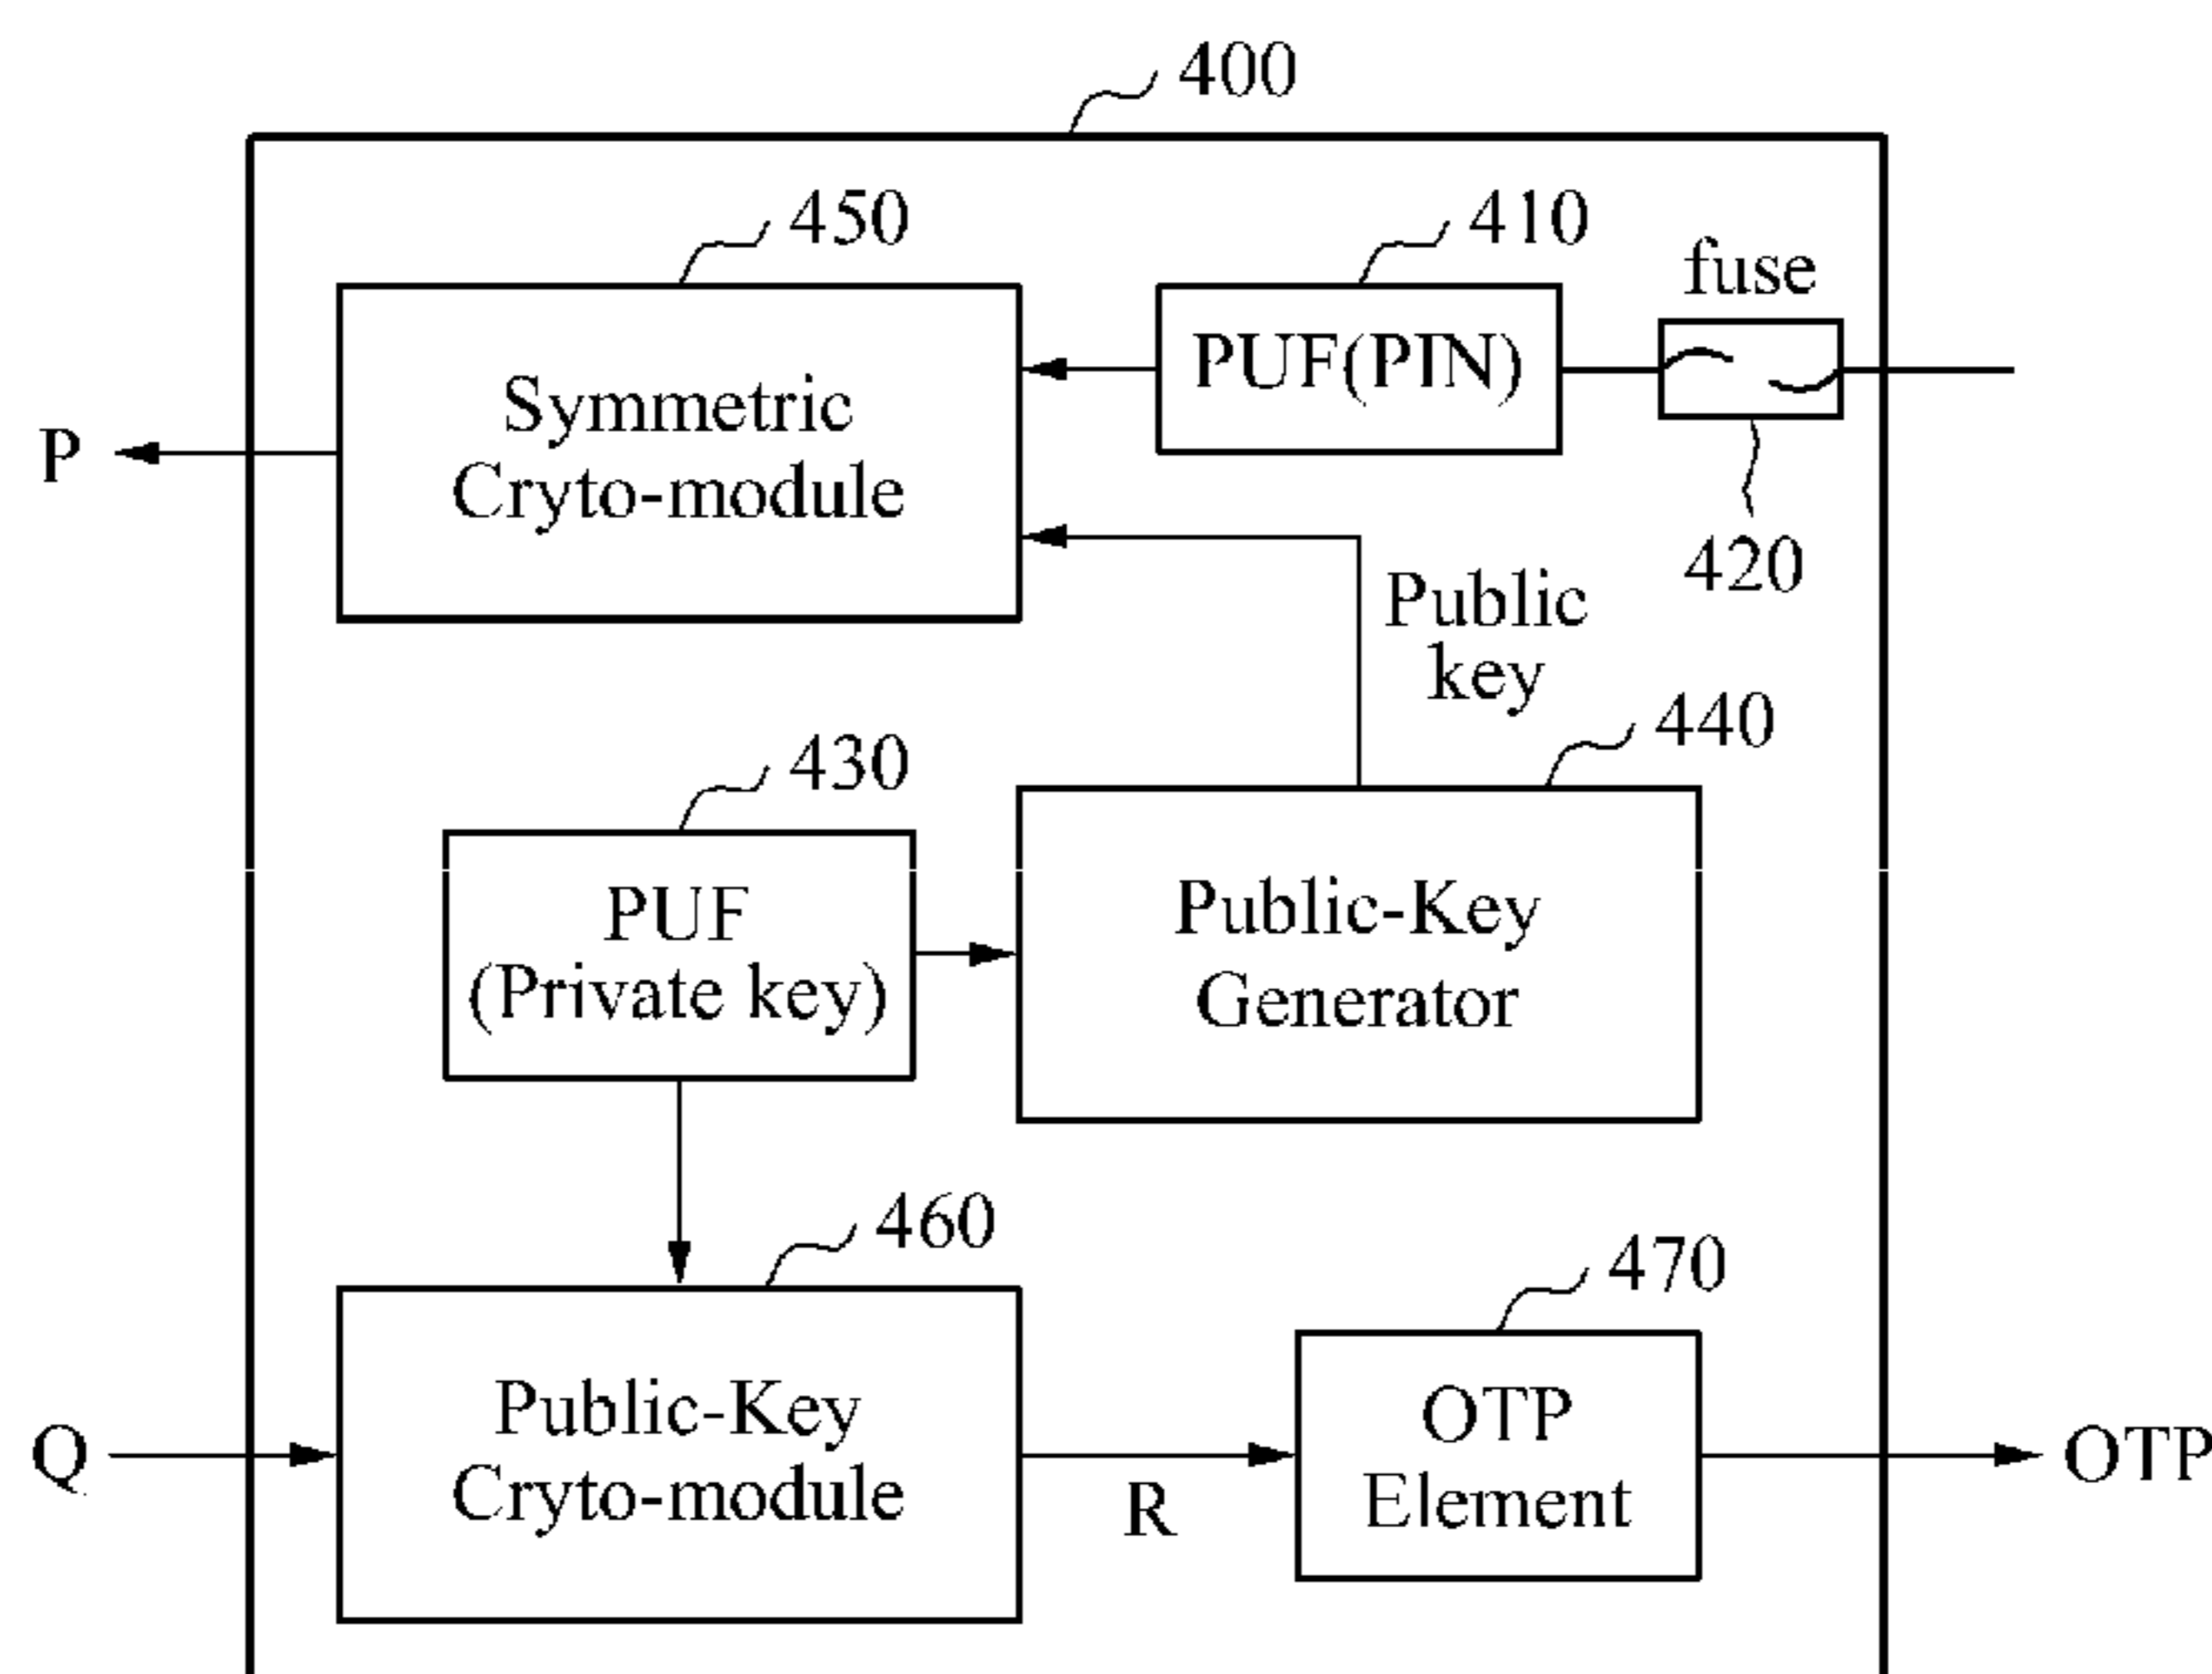 400
450
410
fuse
PUF(PIN)
Symmetric
Cryto-module
P
420
Public
key
440
430
PUF
(Private key)
Public-Key
Generator
460
470
Public-Key
Cryto-module
Q
R
OTP
Element
OTP